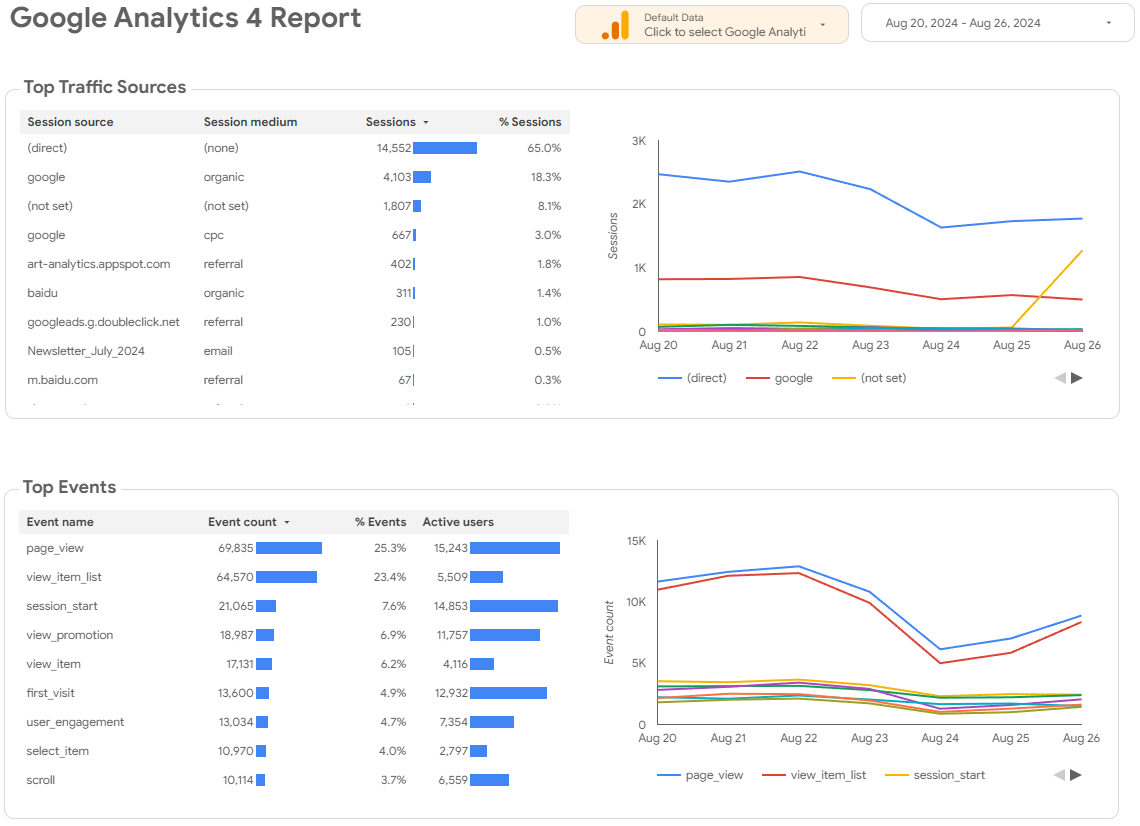 Google Analytics 4 Report
Default Data
Click to select Google Analyti
Aug 20, 2024 - Aug 26, 2024
Top Traffic Sources
Session source Session medium Sessions % Sessions
(direct) (none) 14,552 65.0%
google organic 4,103 18.3%
(not set) (not set) 1,807 8.1%
google cpc 667 3.0%
art-analytics.appspot.com referral 402 1.8%
baidu organic 311 1.4%
googleads.g.doubleclick.net referral 230 1.0%
Newsletter_July_2024 email 105 0.5%
m.baidu.com referral 67 0.3%
3K
2K
1K
0
Sessions
Aug 20 Aug 21 Aug 22 Aug 23 Aug 24 Aug 25 Aug 26
(direct) google (not set)
Top Events
Event name Event count % Events Active users
page_view 69,835 25.3% 15,243
view_item_list 64,570 23.4% 5,509
session_start 21,065 7.6% 14,853
view_promotion 18,987 6.9% 11,757
view_item 17,131 6.2% 4,116
first_visit 13,600 4.9% 12,932
user_engagement 13,034 4.7% 7,354
select_item 10,970 4.0% 2,797
scroll 10,114 3.7% 6,559
15K
10K
5K
0
Event count
Aug 20 Aug 21 Aug 22 Aug 23 Aug 24 Aug 25 Aug 26
page_view view_item_list session_start